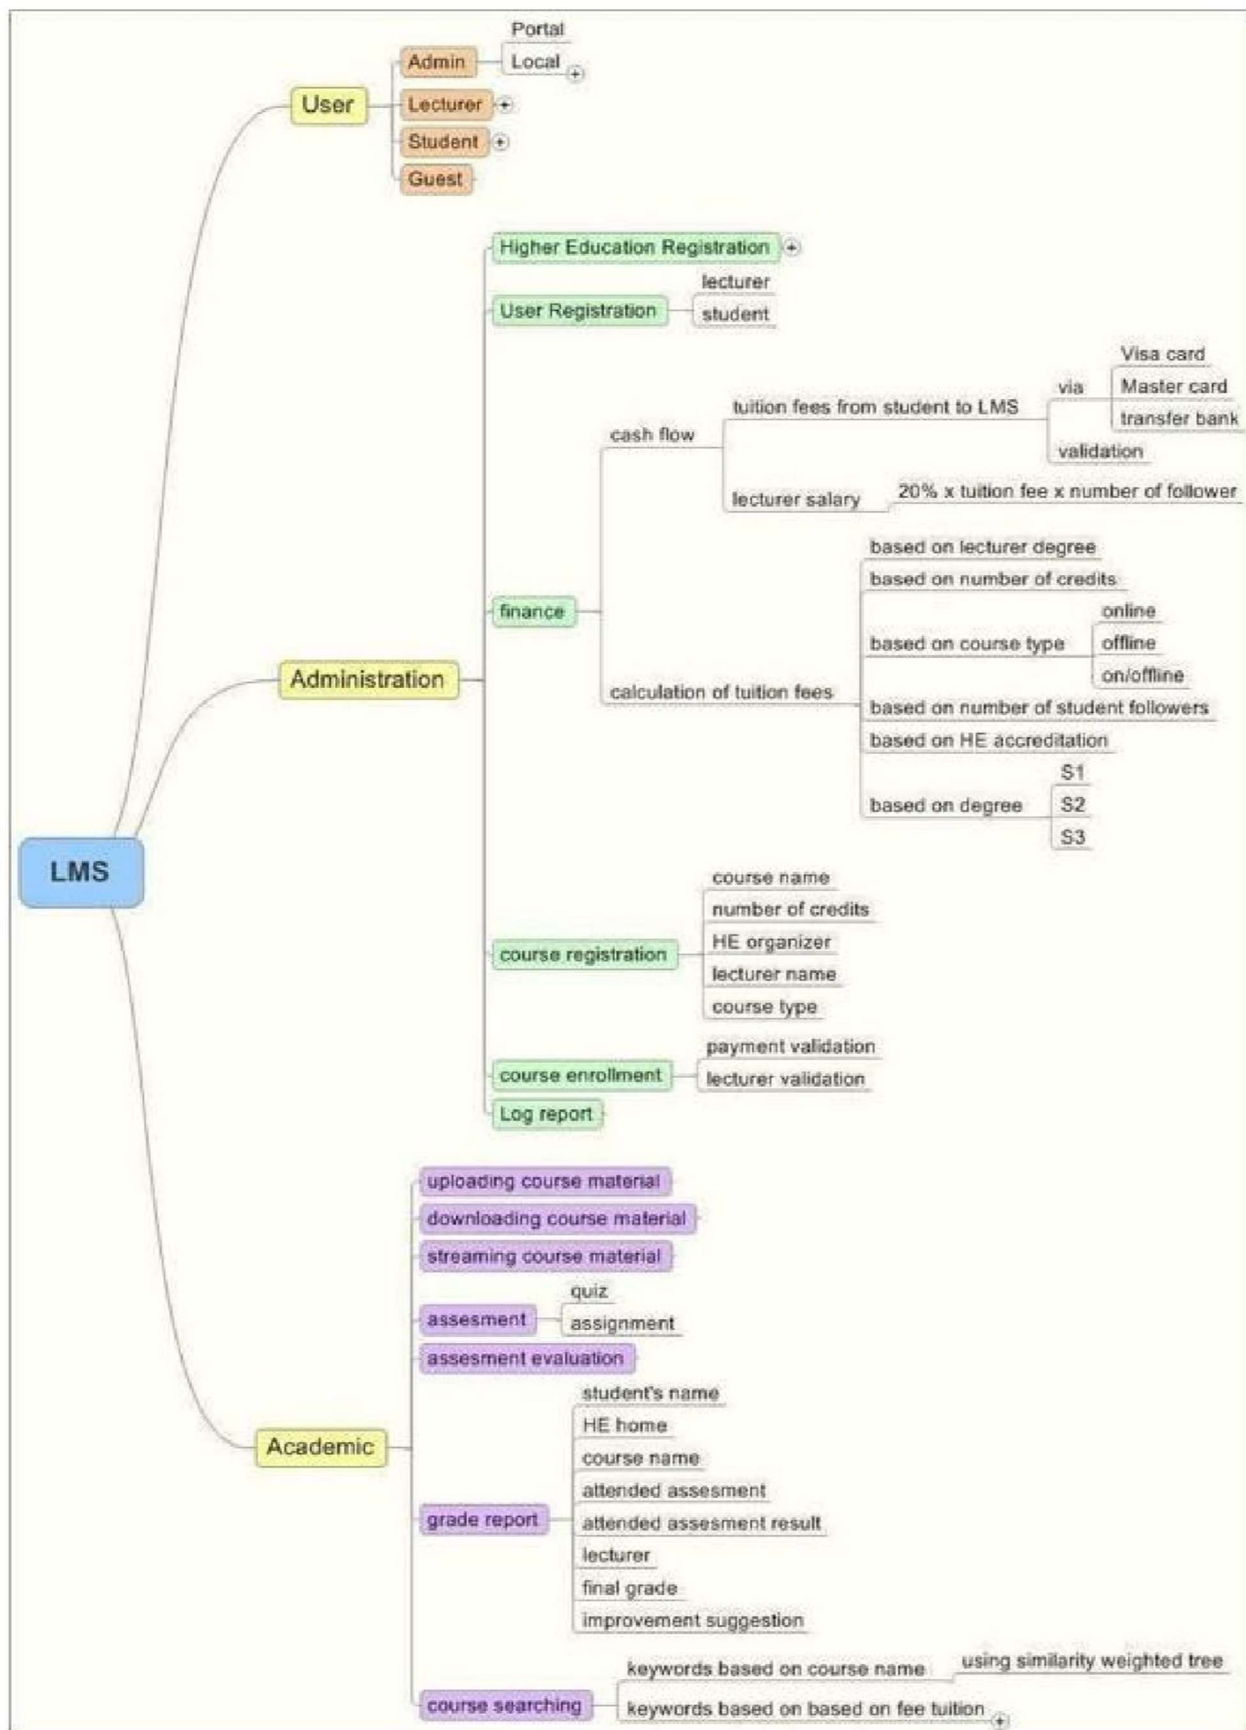 Portal
Admin
Local
User
Lecturer
Student
Guest
Higher Education Registration
lecturer
User Registration
student
Visa card
via
Master card
tuition fees from student to LMS
transfer bank
cash flow
validation
lecturer salary
20% x tuition fee x number of follower
based on lecturer degree
based on number of credits
finance
online
based on course type
offline
on/offline
Administration
calculation of tuition fees
based on number of student followers
based on HE accreditation
S1
based on degree
S2
S3
LMS
course name
number of credits
HE organizer
course registration
lecturer name
course type
payment validation
course enrollment
lecturer validation
Log report
uploading course material
downloading course material
streaming course material
quiz
assesment
assignment
assesment evaluation
student's name
HE home
Academic
course name
attended assesment
grade report
attended assesment result
lecturer
final grade
improvement suggestion
keywords based on course name
using similarity weighted tree
course searching
keywords based on based on fee tuition